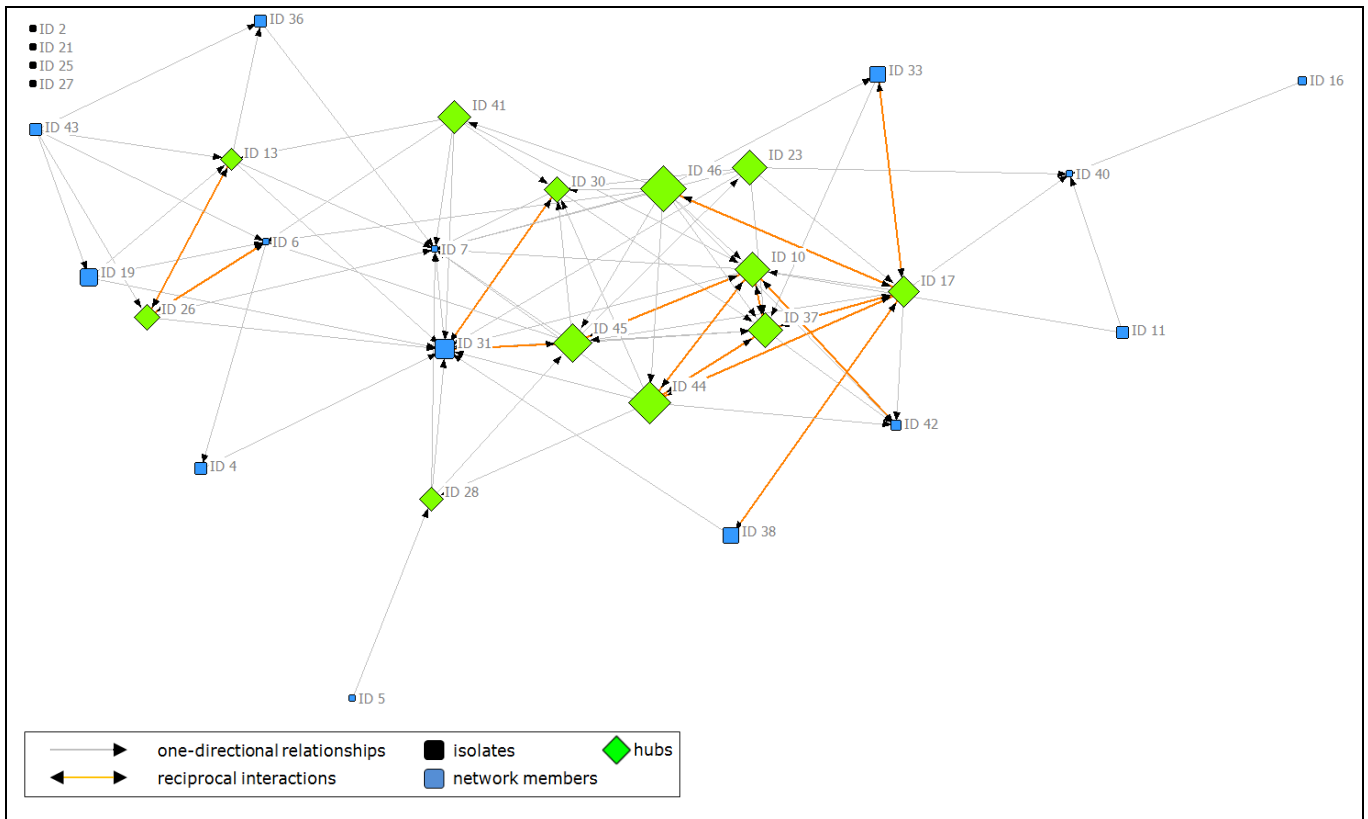 ID 36
ID 2
ID 21
ID 25
ID 27
ID 33
ID 16
ID 41
ID 43
ID 13
ID 23
ID 46
ID 30
ID 40
ID 6
ID 7
ID 10
ID 19
ID 17
ID 26
ID 37
ID 45
ID 11
ID 31
ID 44
ID 42
ID 4
ID 28
ID 38
ID 5
one-directional relationships
isolates
hubs
reciprocal interactions
network members